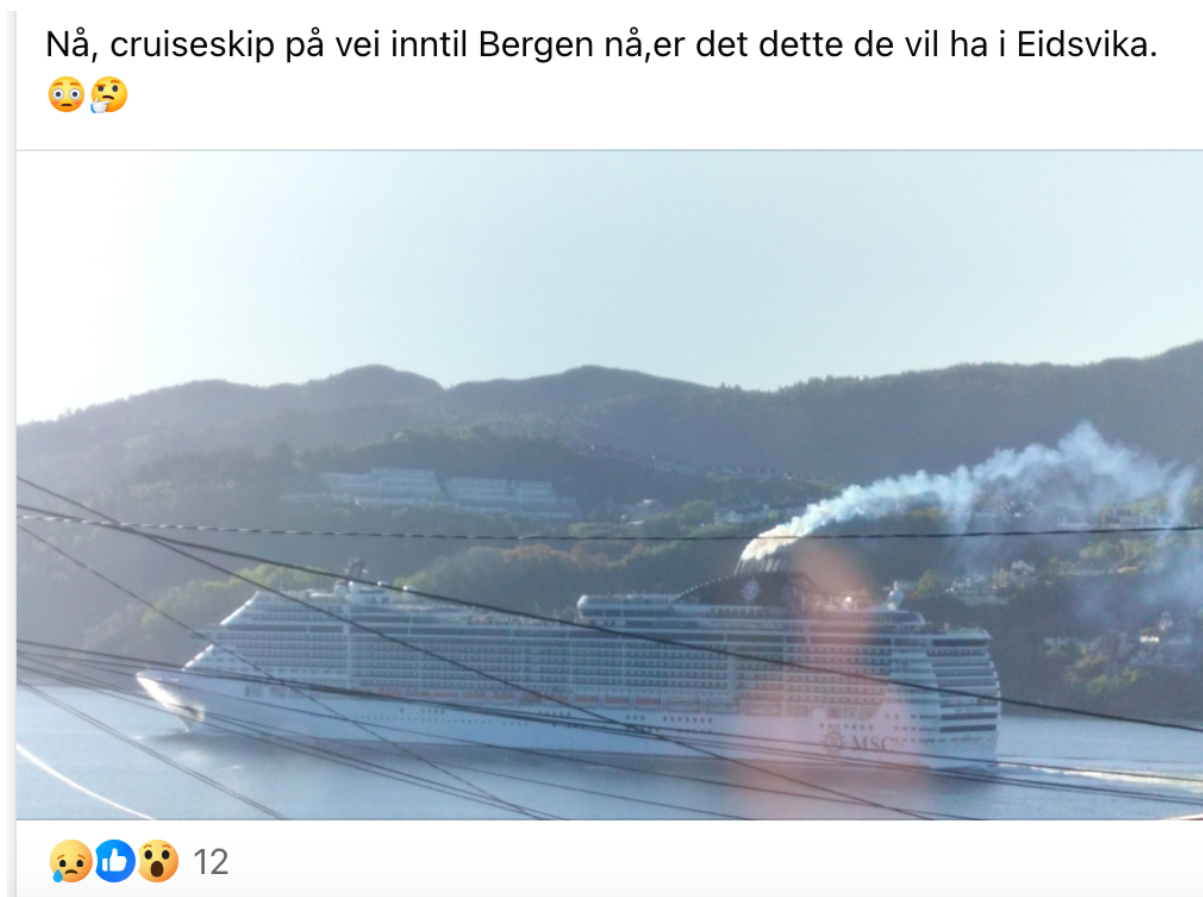 Nå, cruiseskip på vei inntil Bergen nå,er det dette de vil ha i Eidsvika.
😳🤔
MSC
12